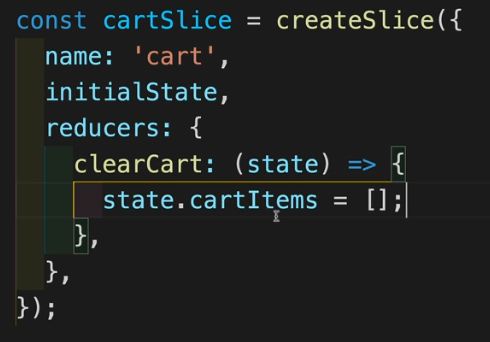 const cartSlice = createSlice({
  name: 'cart',
  initialState,
  reducers: {
    clearCart: (state) => {
      state.cartItems = [];
    },
  },
});